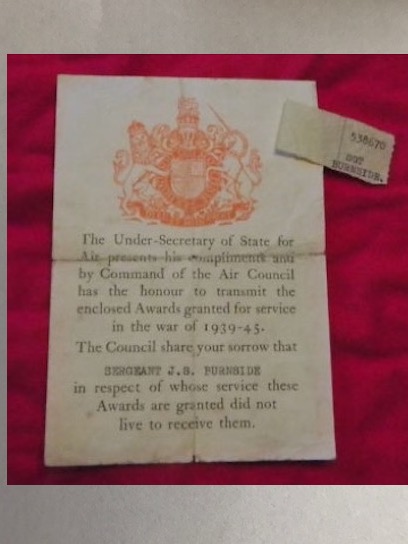 The Under-Secretary of State for
Air presents his compliments and
by Command of the Air Council
has the honour to transmit the
enclosed Awards granted for service
in the war of 1939-45.
The Council share your sorrow that
SERGEANT J.S. BURNSIDE
in respect of whose service these
Awards are granted did not
live to receive them.
538670
SGT
BURNSIDE.